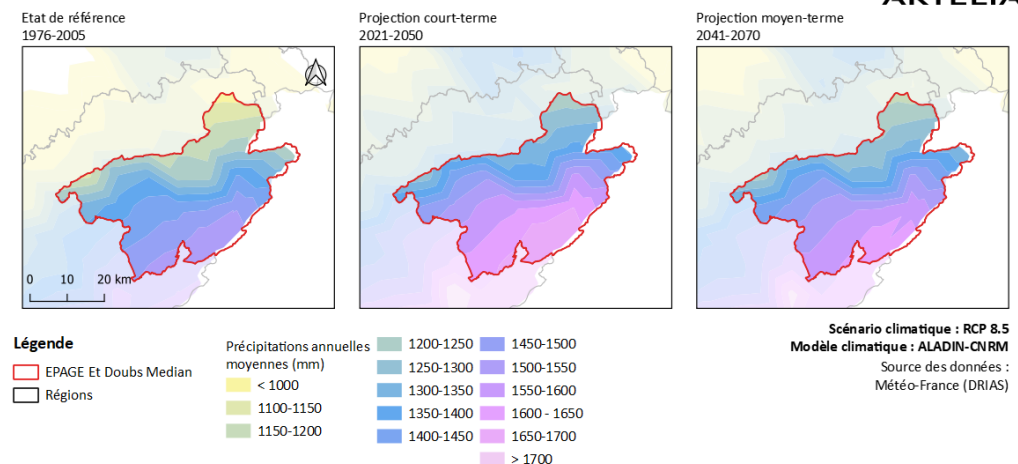 ARTELIA
Etat de référence
1976-2005
Projection court-terme
2021-2050
Projection moyen-terme
2041-2070
0 10 20 km
Légende
EPAGE Et Doubs Median
Régions
Précipitations annuelles
moyennes (mm)
< 1000
1100-1150
1150-1200
1200-1250
1250-1300
1300-1350
1350-1400
1400-1450
1450-1500
1500-1550
1550-1600
1600 - 1650
1650-1700
> 1700
Scénario climatique : RCP 8.5
Modèle climatique : ALADIN-CNRM
Source des données :
Météo-France (DRIAS)